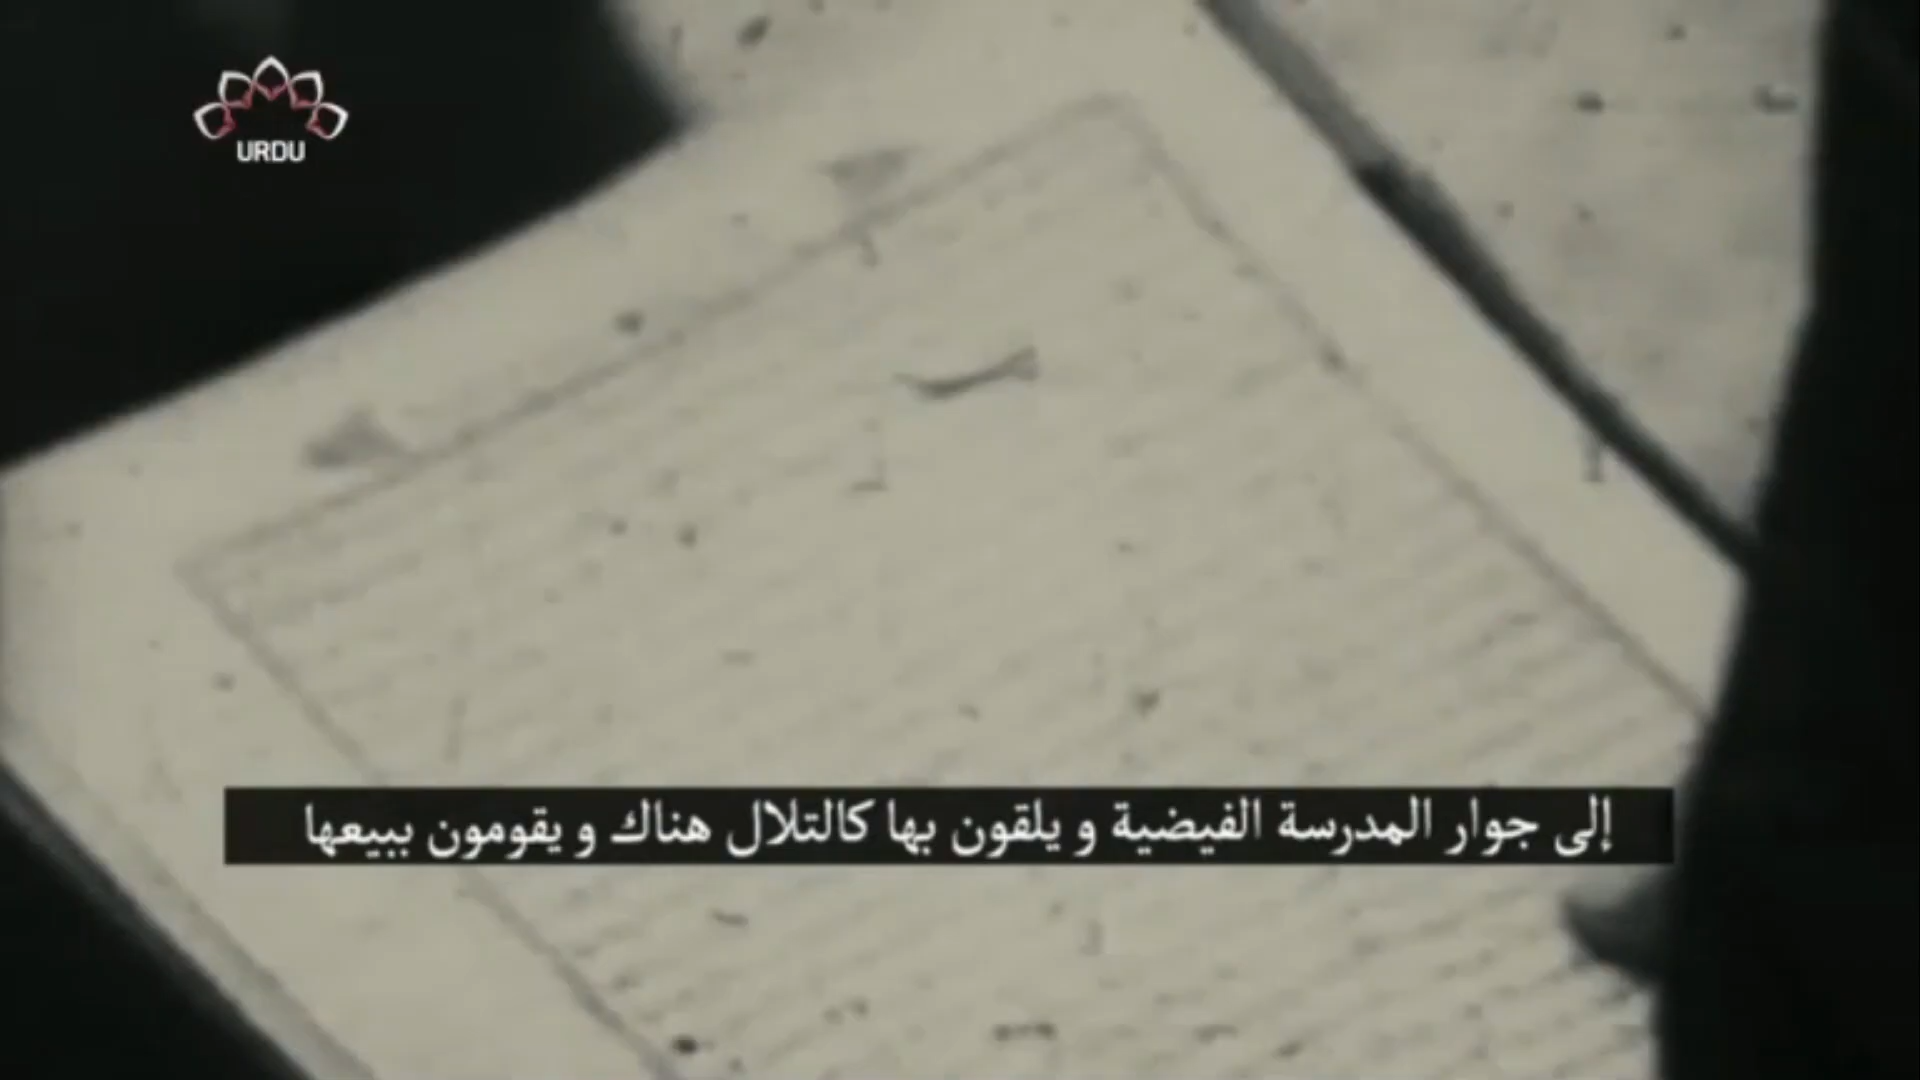 URDU
إلى جوار المدرسة الفيضية و يلقون بها كالتلال هناك و يقومون ببيعها